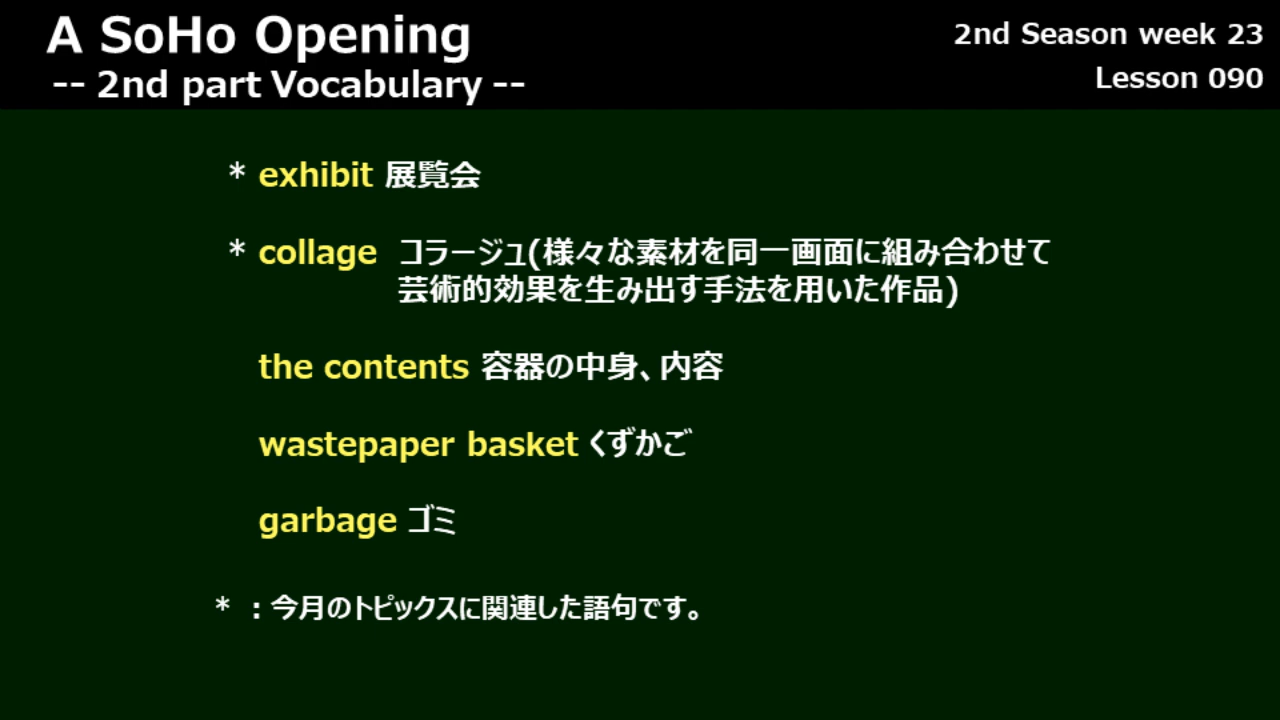 A SoHo Opening
-- 2nd part Vocabulary --
2nd Season week 23
Lesson 090
* exhibit 展覧会
* collage コラージュ(様々な素材を同一画面に組み合わせて
芸術的効果を生み出す手法を用いた作品)
the contents 容器の中身、内容
wastepaper basket くずかご
garbage ゴミ
* : 今月のトピックスに関連した語句です。